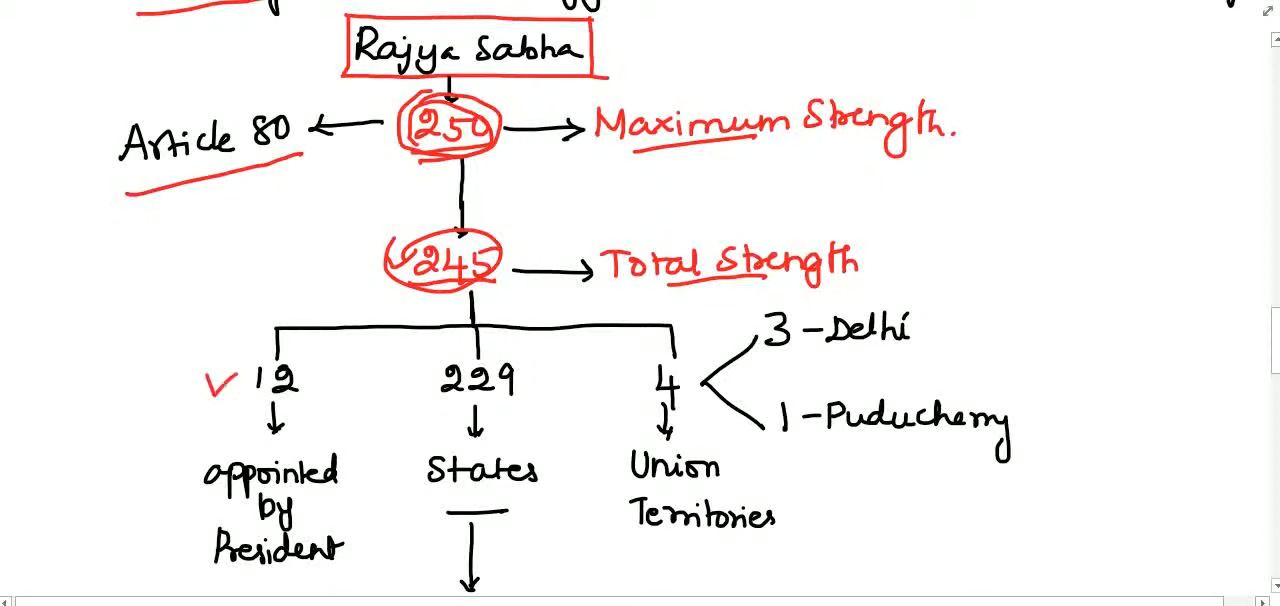 Rajya Sabha
Article 80 250 Maximum Strength.
245 Total Strength
3 - Delhi
12 229 4
1 - Puducherry
appointed States Union
by Territories
President